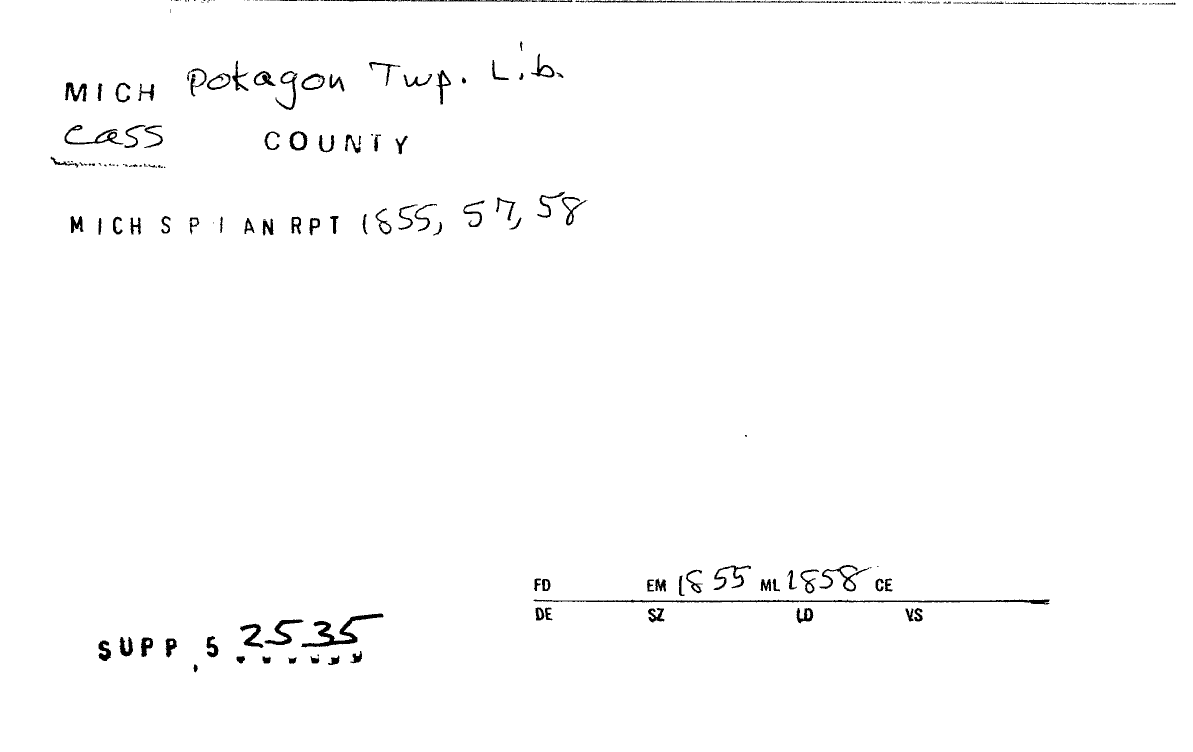 MICH Pokagon Twp. Lib.
Cass COUNTY
MICH S P I AN RPT 1855, 57, 58
FD EM 1855 ML 1858 CE
DE SZ LD VS
SUPP, 5 2535